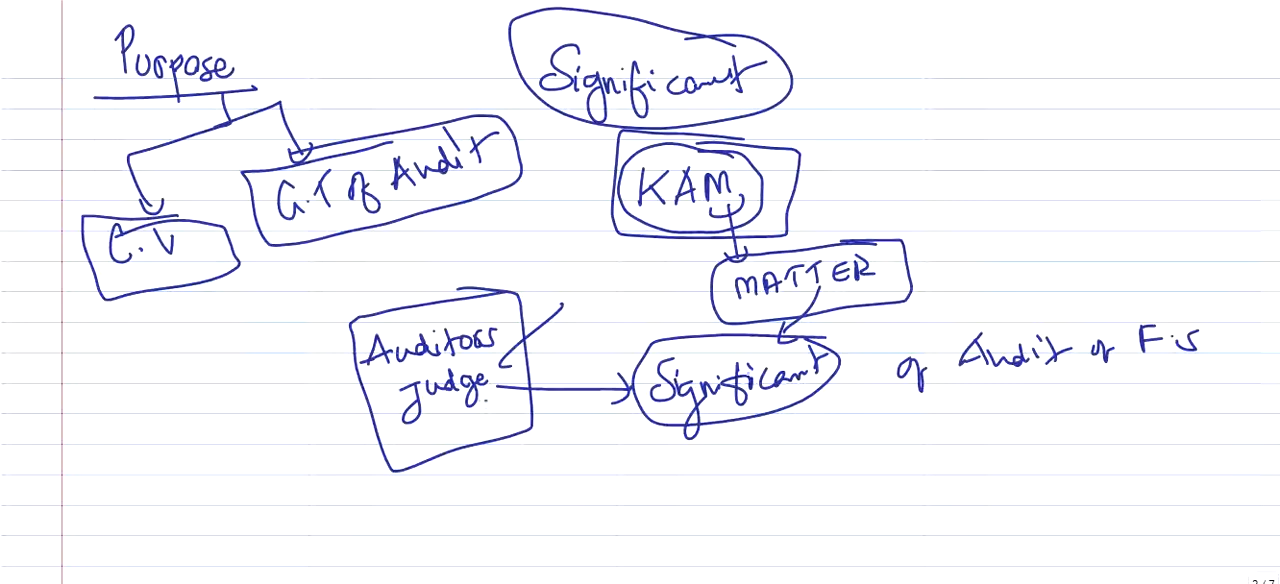 Purpose
Significant
G.T of Audit
C.V
KAM
MATTER
Auditors
judge
Significant
of Audit of F.S